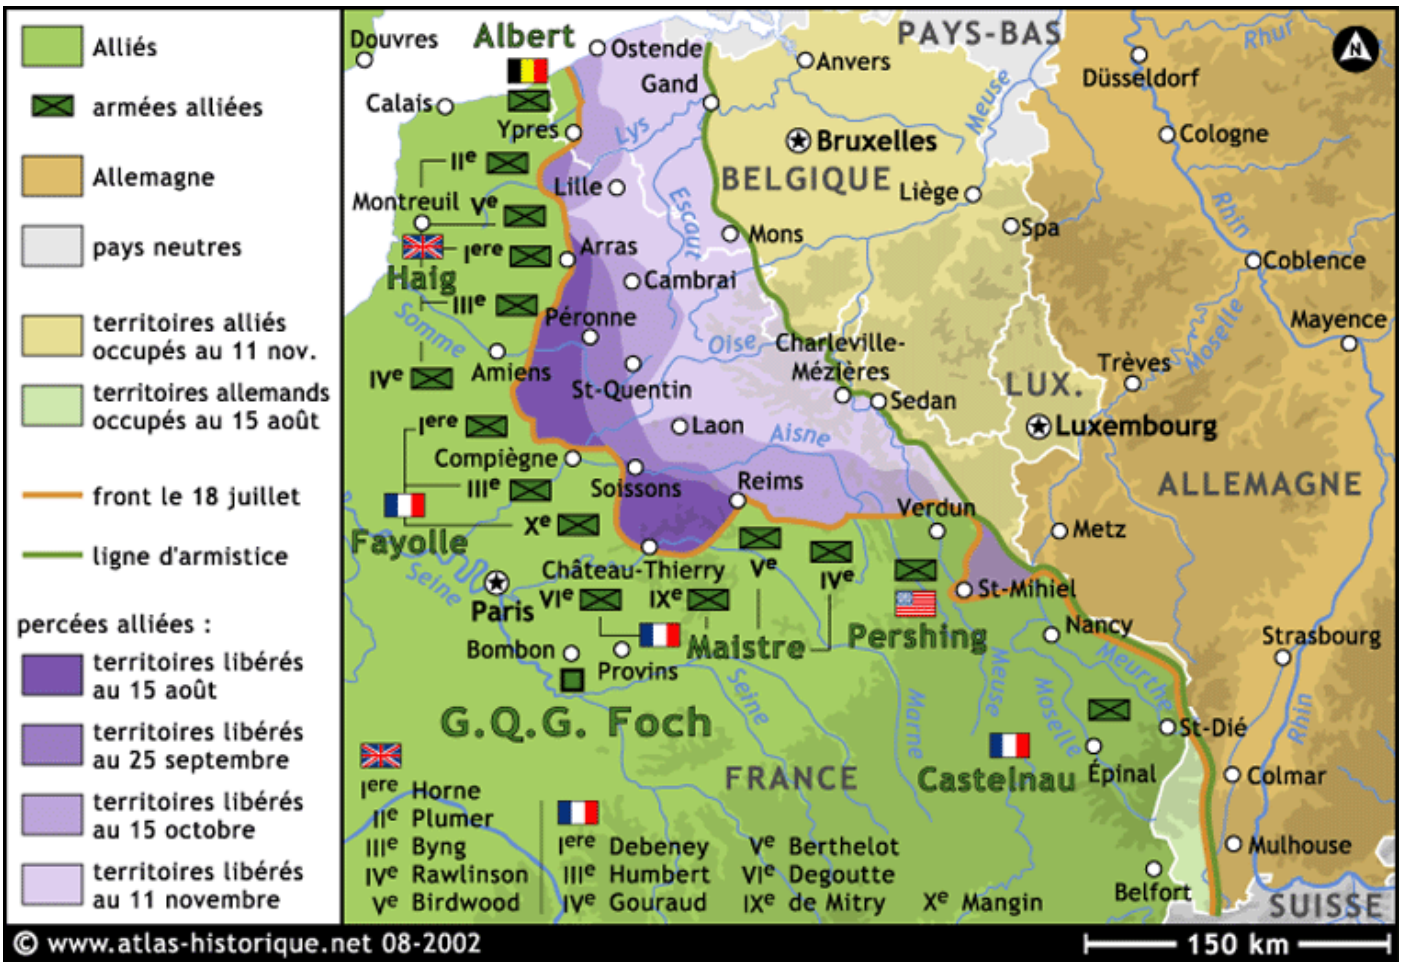 Alliés
armées alliées
Allemagne
pays neutres
territoires alliés
occupés au 11 nov.
territoires allemands
occupés au 15 août
front le 18 juillet
ligne d'armistice
percées alliées :
territoires libérés
au 15 août
territoires libérés
au 25 septembre
territoires libérés
au 15 octobre
territoires libérés
au 11 novembre
Douvres
Albert
Ostende
PAYS-BAS
Rhur
N
Anvers
Düsseldorf
Gand
Calais
Meuse
Ypres
Lys
Bruxelles
Cologne
IIe
BELGIQUE
Lille
Liège
Escaut
Rhin
Montreuil
Ve
Spa
Mons
Iere
Arras
Coblence
Haig
Cambrai
IIIe
Somme
Péronne
Moselle
Mayence
Oise
Charleville-
Mézières
Trèves
Amiens
IVe
St-Quentin
LUX.
Sedan
Iere
Laon
Aisne
Luxembourg
Compiègne
IIIe
Soissons
Reims
ALLEMAGNE
Verdun
Xe
Metz
Fayolle
Seine
Château-Thierry
Ve
IVe
St-Mihiel
Paris
VIe
IXe
Maistre
Pershing
Nancy
Bombon
Provins
Strasbourg
Meurthe
Seine
Meuse
Moselle
Marne
Rhin
G.Q.G. Foch
St-Dié
FRANCE
Castelnau
Épinal
Colmar
Iere Horne
IIe Plumer
IIIe Byng
IVe Rawlinson
Ve Birdwood
Iere Debeney
IIIe Humbert
IVe Gouraud
Ve Berthelot
VIe Degoutte
IXe de Mitry
Xe Mangin
Mulhouse
Belfort
SUISSE
© www.atlas-historique.net 08-2002
150 km